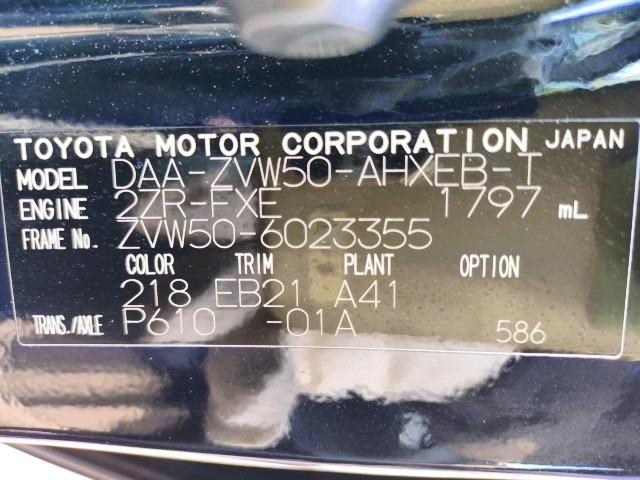 TOYOTA MOTOR CORPORATION JAPAN
MODEL DAA-ZVW50-AHXEB-T
ENGINE 2ZR-FXE 1797 mL
FRAME No. ZVW50-6023355
COLOR TRIM PLANT OPTION
218 EB21 A41
TRANS./AXLE P610 -01A 586